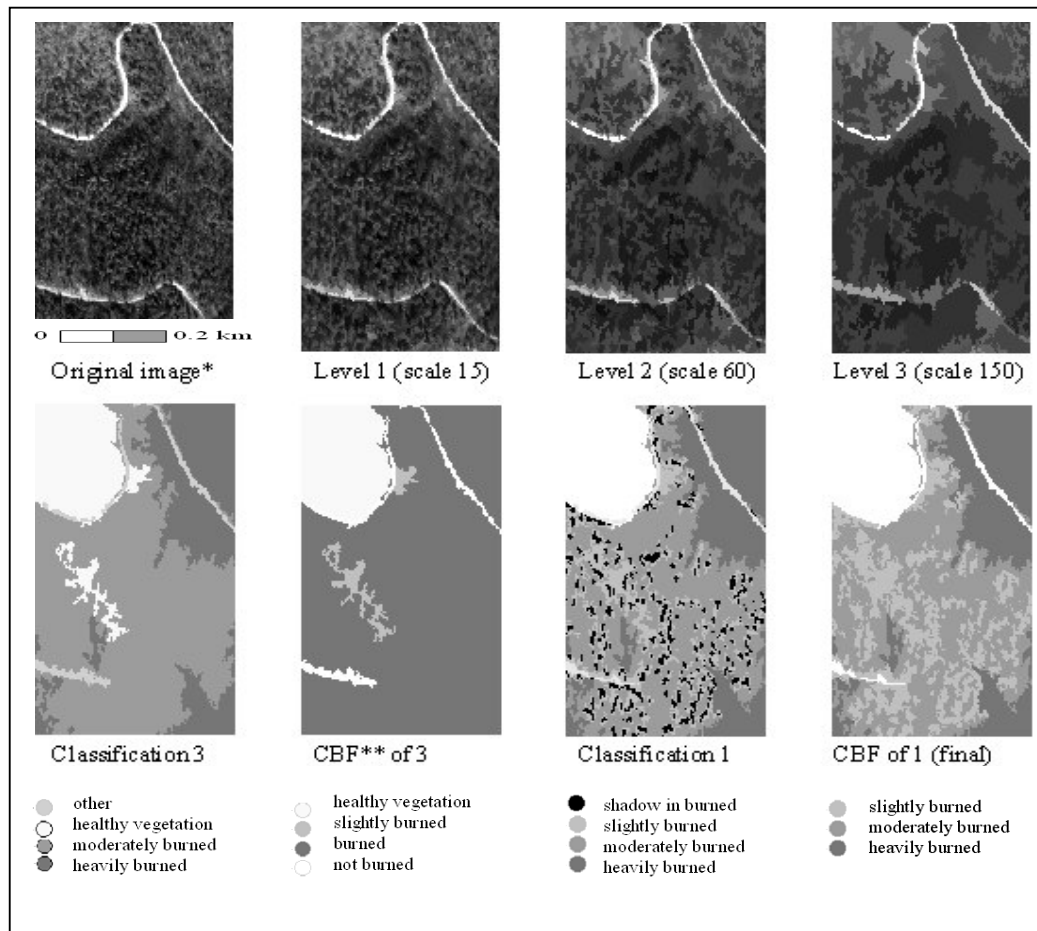 0 0.2 km
Original image*
Level 1 (scale 15)
Level 2 (scale 60)
Level 3 (scale 150)
Classification 3
CBF** of 3
Classification 1
CBF of 1 (final)
other
healthy vegetation
moderately burned
heavily burned
healthy vegetation
slightly burned
burned
not burned
shadow in burned
slightly burned
moderately burned
heavily burned
slightly burned
moderately burned
heavily burned